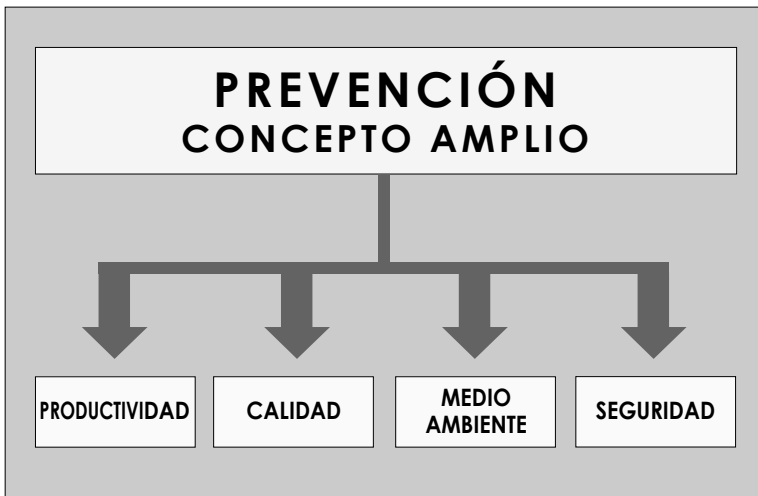 PREVENCIÓN
CONCEPTO AMPLIO
PRODUCTIVIDAD
CALIDAD
MEDIO
AMBIENTE
SEGURIDAD